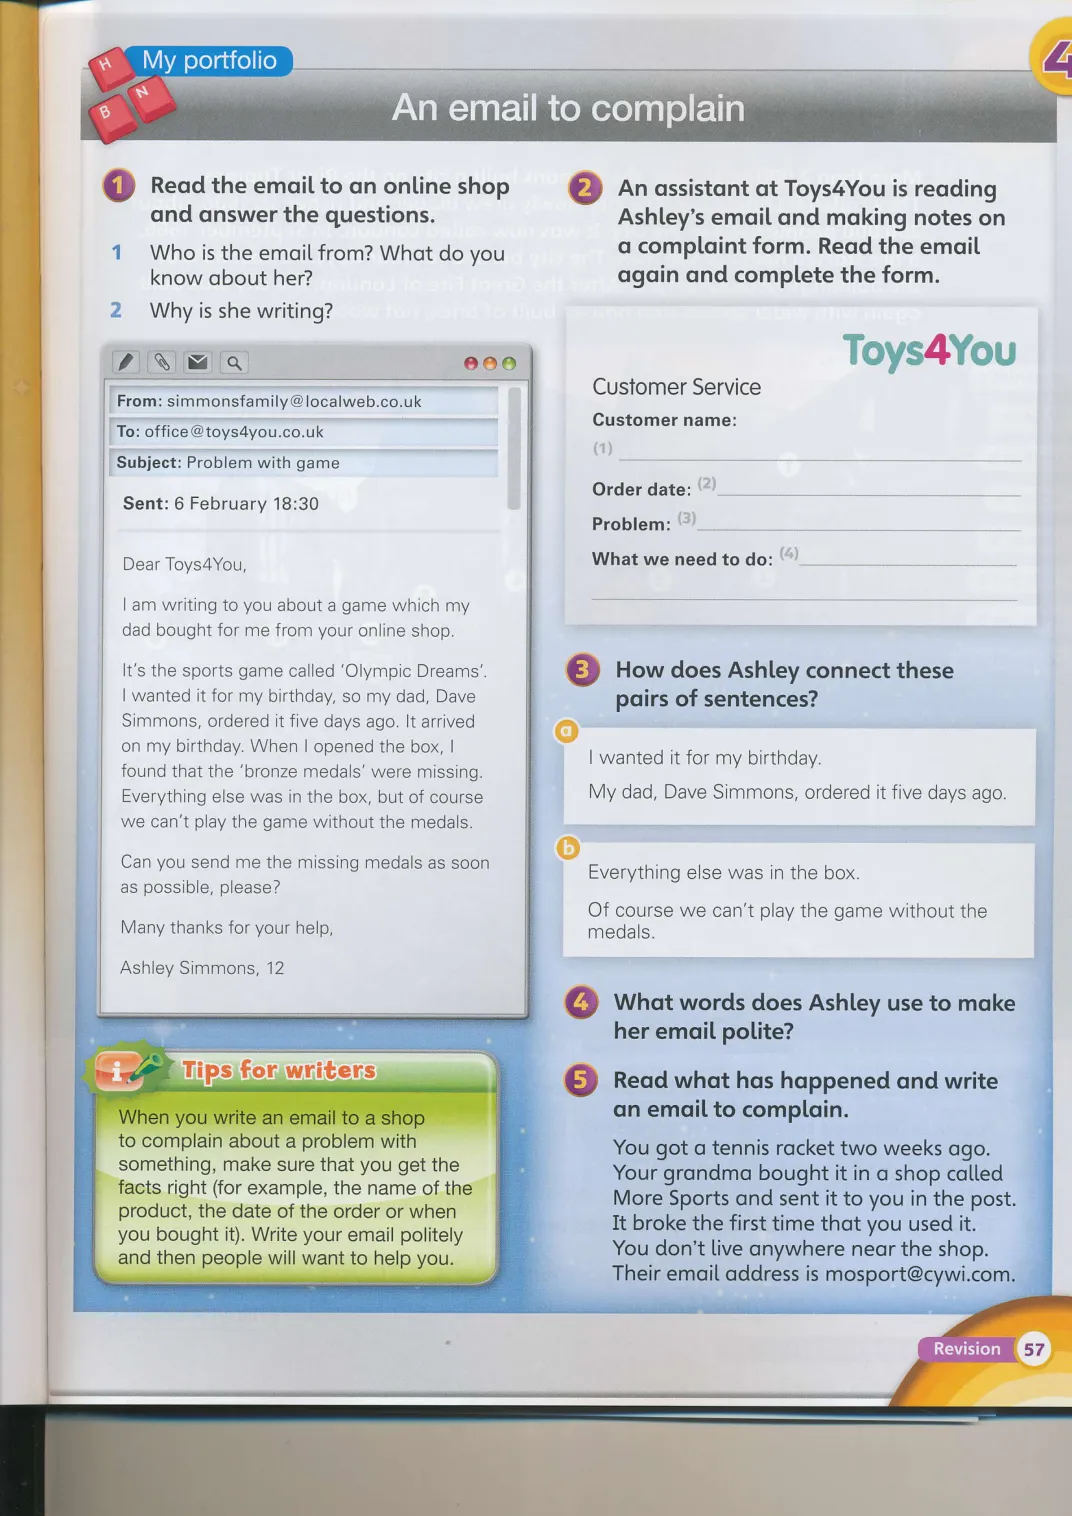 H
B
N
My portfolio
4
An email to complain
1 Read the email to an online shop
and answer the questions.
1 Who is the email from? What do you
know about her?
2 Why is she writing?
From: simmonsfamily@localweb.co.uk
To: office@toys4you.co.uk
Subject: Problem with game
Sent: 6 February 18:30
Dear Toys4You,
I am writing to you about a game which my
dad bought for me from your online shop.
It's the sports game called 'Olympic Dreams'.
I wanted it for my birthday, so my dad, Dave
Simmons, ordered it five days ago. It arrived
on my birthday. When I opened the box, I
found that the 'bronze medals' were missing.
Everything else was in the box, but of course
we can't play the game without the medals.
Can you send me the missing medals as soon
as possible, please?
Many thanks for your help,
Ashley Simmons, 12
i Tips for writers
When you write an email to a shop
to complain about a problem with
something, make sure that you get the
facts right (for example, the name of the
product, the date of the order or when
you bought it). Write your email politely
and then people will want to help you.
2 An assistant at Toys4You is reading
Ashley's email and making notes on
a complaint form. Read the email
again and complete the form.
Toys4You
Customer Service
Customer name:
(1)
Order date: (2)
Problem: (3)
What we need to do: (4)
3 How does Ashley connect these
pairs of sentences?
a
I wanted it for my birthday.
My dad, Dave Simmons, ordered it five days ago.
b
Everything else was in the box.
Of course we can't play the game without the
medals.
4 What words does Ashley use to make
her email polite?
5 Read what has happened and write
an email to complain.
You got a tennis racket two weeks ago.
Your grandma bought it in a shop called
More Sports and sent it to you in the post.
It broke the first time that you used it.
You don't live anywhere near the shop.
Their email address is mosport@cywi.com.
Revision 57